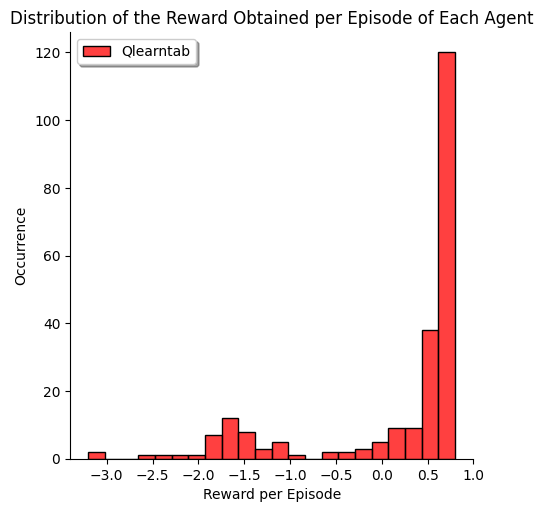 Distribution of the Reward Obtained per Episode of Each Agent
Qlearntab
120
100
80
60
40
20
0
Occurrence
−3.0 −2.5 −2.0 −1.5 −1.0 −0.5 0.0 0.5 1.0
Reward per Episode